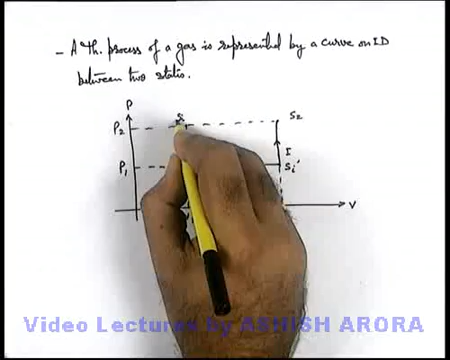 - A Th. process of a gas is represented by a curve on ID
between two states.
P
P₂
S₂
I
P₁
Si'
V
Video Lectures by ASHISH ARORA